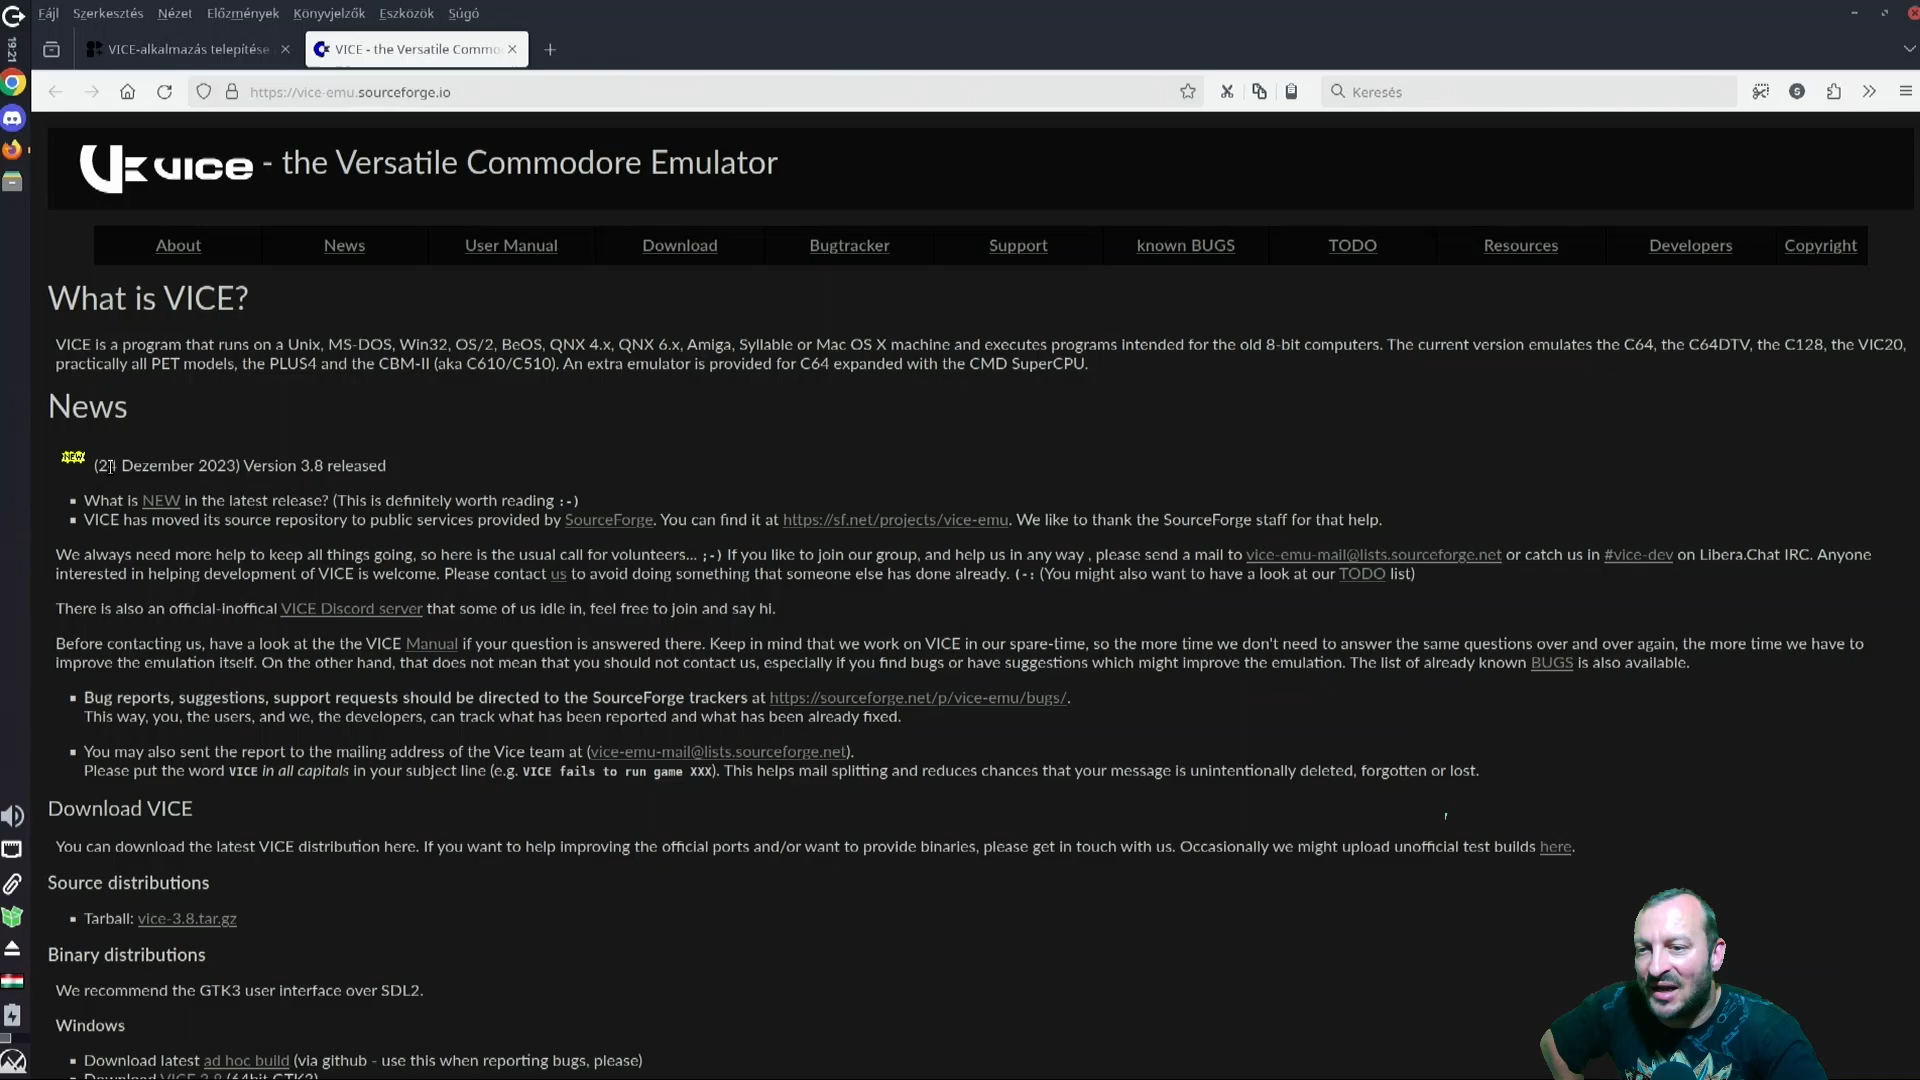 Fájl Szerkesztés Nézet Előzmények Könyvjelzők Eszközök Súgó
19:21
VICE-alkalmazás telepítése
VICE - the Versatile Commo
https://vice-emu.sourceforge.io
Keresés
VICE - the Versatile Commodore Emulator
About News User Manual Download Bugtracker Support known BUGS TODO Resources Developers Copyright
What is VICE?
VICE is a program that runs on a Unix, MS-DOS, Win32, OS/2, BeOS, QNX 4.x, QNX 6.x, Amiga, Syllable or Mac OS X machine and executes programs intended for the old 8-bit computers. The current version emulates the C64, the C64DTV, the C128, the VIC20,
practically all PET models, the PLUS4 and the CBM-II (aka C610/C510). An extra emulator is provided for C64 expanded with the CMD SuperCPU.
News
NEW
(24 Dezember 2023) Version 3.8 released
▪ What is NEW in the latest release? (This is definitely worth reading :-)
▪ VICE has moved its source repository to public services provided by SourceForge. You can find it at https://sf.net/projects/vice-emu. We like to thank the SourceForge staff for that help.
We always need more help to keep all things going, so here is the usual call for volunteers... ;-) If you like to join our group, and help us in any way , please send a mail to vice-emu-mail@lists.sourceforge.net or catch us in #vice-dev on Libera.Chat IRC. Anyone
interested in helping development of VICE is welcome. Please contact us to avoid doing something that someone else has done already. (-: (You might also want to have a look at our TODO list)
There is also an official-inoffical VICE Discord server that some of us idle in, feel free to join and say hi.
Before contacting us, have a look at the the VICE Manual if your question is answered there. Keep in mind that we work on VICE in our spare-time, so the more time we don't need to answer the same questions over and over again, the more time we have to
improve the emulation itself. On the other hand, that does not mean that you should not contact us, especially if you find bugs or have suggestions which might improve the emulation. The list of already known BUGS is also available.
▪ Bug reports, suggestions, support requests should be directed to the SourceForge trackers at https://sourceforge.net/p/vice-emu/bugs/.
This way, you, the users, and we, the developers, can track what has been reported and what has been already fixed.
▪ You may also sent the report to the mailing address of the Vice team at (vice-emu-mail@lists.sourceforge.net).
Please put the word VICE in all capitals in your subject line (e.g. VICE fails to run game XXX). This helps mail splitting and reduces chances that your message is unintentionally deleted, forgotten or lost.
Download VICE
You can download the latest VICE distribution here. If you want to help improving the official ports and/or want to provide binaries, please get in touch with us. Occasionally we might upload unofficial test builds here.
Source distributions
▪ Tarball: vice-3.8.tar.gz
Binary distributions
We recommend the GTK3 user interface over SDL2.
Windows
▪ Download latest ad hoc build (via github - use this when reporting bugs, please)
Download VICE 3.8 (64bit GTK3)